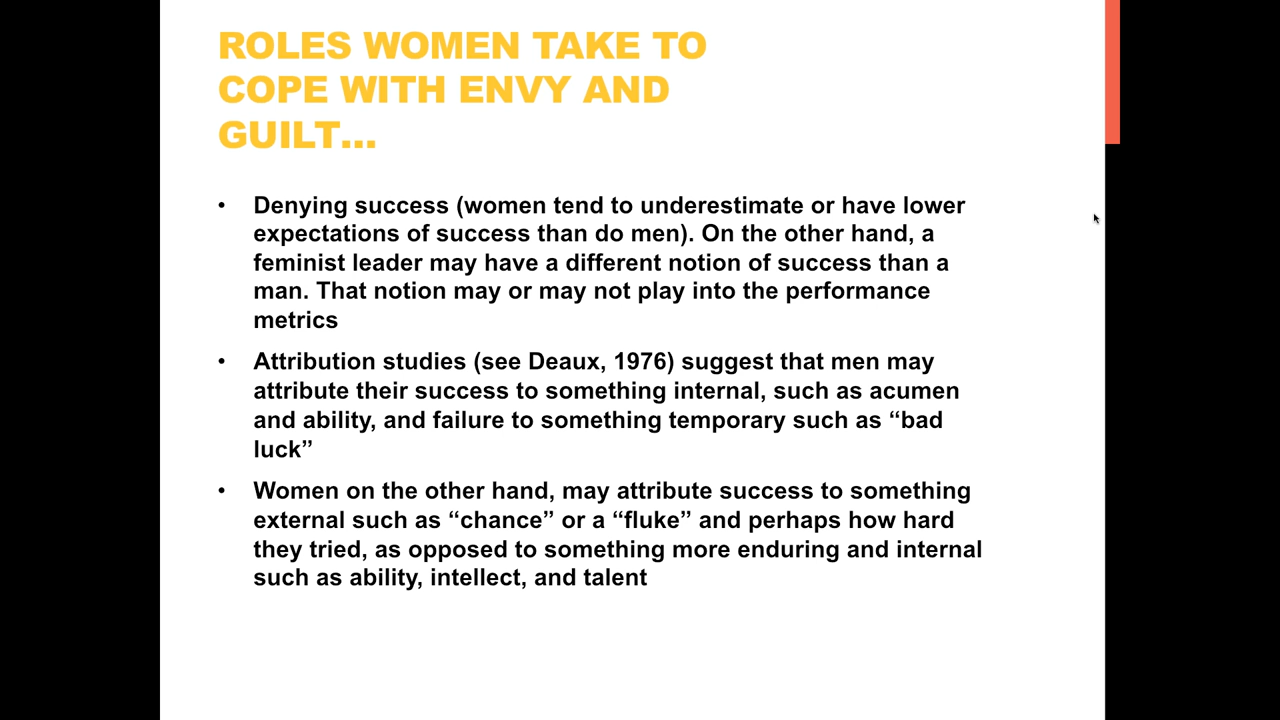 ROLES WOMEN TAKE TO
COPE WITH ENVY AND
GUILT...
• Denying success (women tend to underestimate or have lower
expectations of success than do men). On the other hand, a
feminist leader may have a different notion of success than a
man. That notion may or may not play into the performance
metrics
• Attribution studies (see Deaux, 1976) suggest that men may
attribute their success to something internal, such as acumen
and ability, and failure to something temporary such as “bad
luck”
• Women on the other hand, may attribute success to something
external such as “chance” or a “fluke” and perhaps how hard
they tried, as opposed to something more enduring and internal
such as ability, intellect, and talent